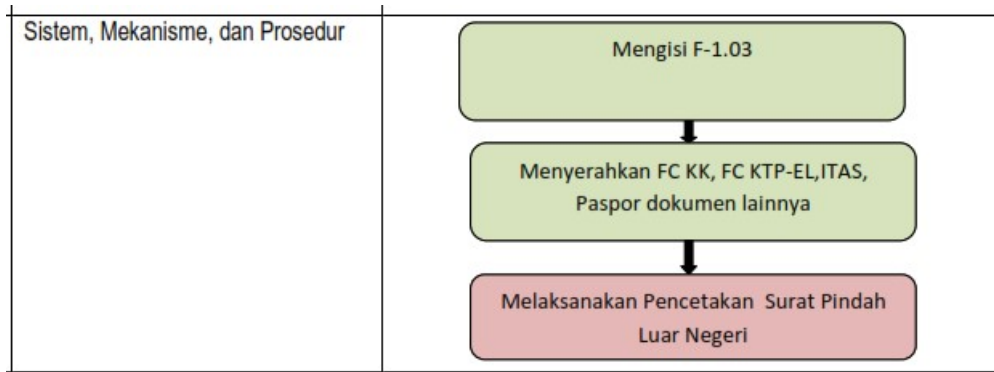 Sistem, Mekanisme, dan Prosedur
Mengisi F-1.03
Menyerahkan FC KK, FC KTP-EL,ITAS,
Paspor dokumen lainnya
Melaksanakan Pencetakan Surat Pindah
Luar Negeri